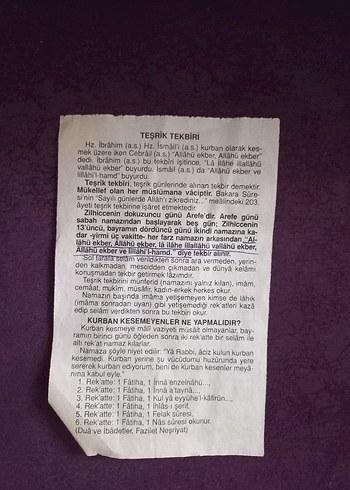 TEŞRİK TEKBİRİ
Hz. İbrâhim (a.s.) Hz. İsmâil'i (a.s.) kurban olarak kes-
mek üzere iken Cebrâil (a.s.) "Allâhü ekber, Allâhü ekber"
dedi. İbrâhim (a.s.) bu tekbiri işitince, "Lâ ilâhe illallâhü
vallâhü ekber" buyurdu. İsmâil (a.s.) da "Allâhü ekber ve
lillâhi'l-hamd" buyurdu.
Teşrik tekbiri, teşrik günlerinde alınan tekbir demektir.
Mükellef olan her müslümana vâciptir. Bakara Sûre-
si'nin "Sayılı günlerde Allâh'ı zikrediniz..." meâlindeki 203.
âyeti teşrik tekbirine işâret etmektedir.
Zilhiccenin dokuzuncu günü Arefe'dir. Arefe günü
sabah namazından başlayarak beş gün; Zilhiccenin
13'üncü, bayramın dördüncü günü ikindi namazına ka-
dar -yirmi üç vakitte- her farz namazın arkasından "Al-
lâhü ekber, Allâhü ekber, lâ ilâhe illallâhü vallâhü ekber,
Allâhü ekber ve lillâhi'l-hamd." diye tekbir alınır.
Sol tarafa selâm verildikten sonra ara vermeden, yerin-
den kalkmadan, mescidden çıkmadan ve dünyâ kelâmı
konuşmadan tekbir getirmek lâzımdır.
Teşrik tekbirini münferid (namazını yalnız kılan), imâm,
cemâat, mukim, müsâfir, kadın-erkek herkes okur.
Namazın başında imâma yetişemeyen kimse de lâhık
(imâma sonradan uyan) gibi yetişemediği rek'atleri kazâ
edip selâm verdikten sonra bu tekbiri okur.
KURBAN KESEMEYENLER NE YAPMALIDIR?
Kurban kesmeye mâlî vaziyeti müsâit olmayanlar, bay-
ramın birinci günü öğleden sonra iki rek'atte bir selâm ile
altı rek'at namaz kılarlar.
Namaza şöyle niyet edilir: "Yâ Rabbi, âciz kulun kurban
kesemedi. Kurban yerine şu vücûdumu huzûrunda yere
sererek kurban ediyorum, beni de kurban kesenler meyâ-
nına kabul eyle."
1. Rek'atte: 1 Fâtiha, 1 İnnâ enzelnâhü...,
2. Rek'atte: 1 Fâtiha, 1 İnnâ a'taynâ...,
3. Rek'atte: 1 Fâtiha, 1 Kul yâ eyyühe'l-kâfirûn...,
4. Rek'atte: 1 Fâtiha, 1 İhlâs-ı şerif,
5. Rek'atte: 1 Fâtiha, 1 Felak sûresi,
6. Rek'atte: 1 Fâtiha, 1 Nâs sûresi okunur.
(Duâ ve İbâdetler, Fazilet Neşriyat)